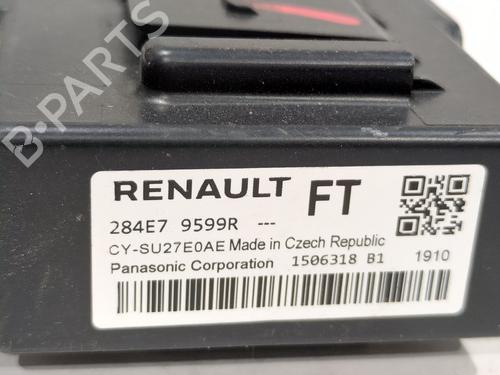 B-PARTS
RENAULT FT
284E7 9599R ---
CY-SU27E0AE Made in Czech Republic
Panasonic Corporation 1506318 B1 1910